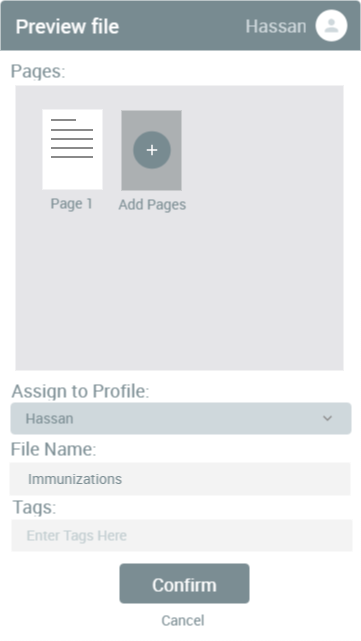 Preview file
Hassan
Pages:
Page 1
Add Pages
Assign to Profile:
Hassan
File Name:
Immunizations
Tags:
Enter Tags Here
Confirm
Cancel